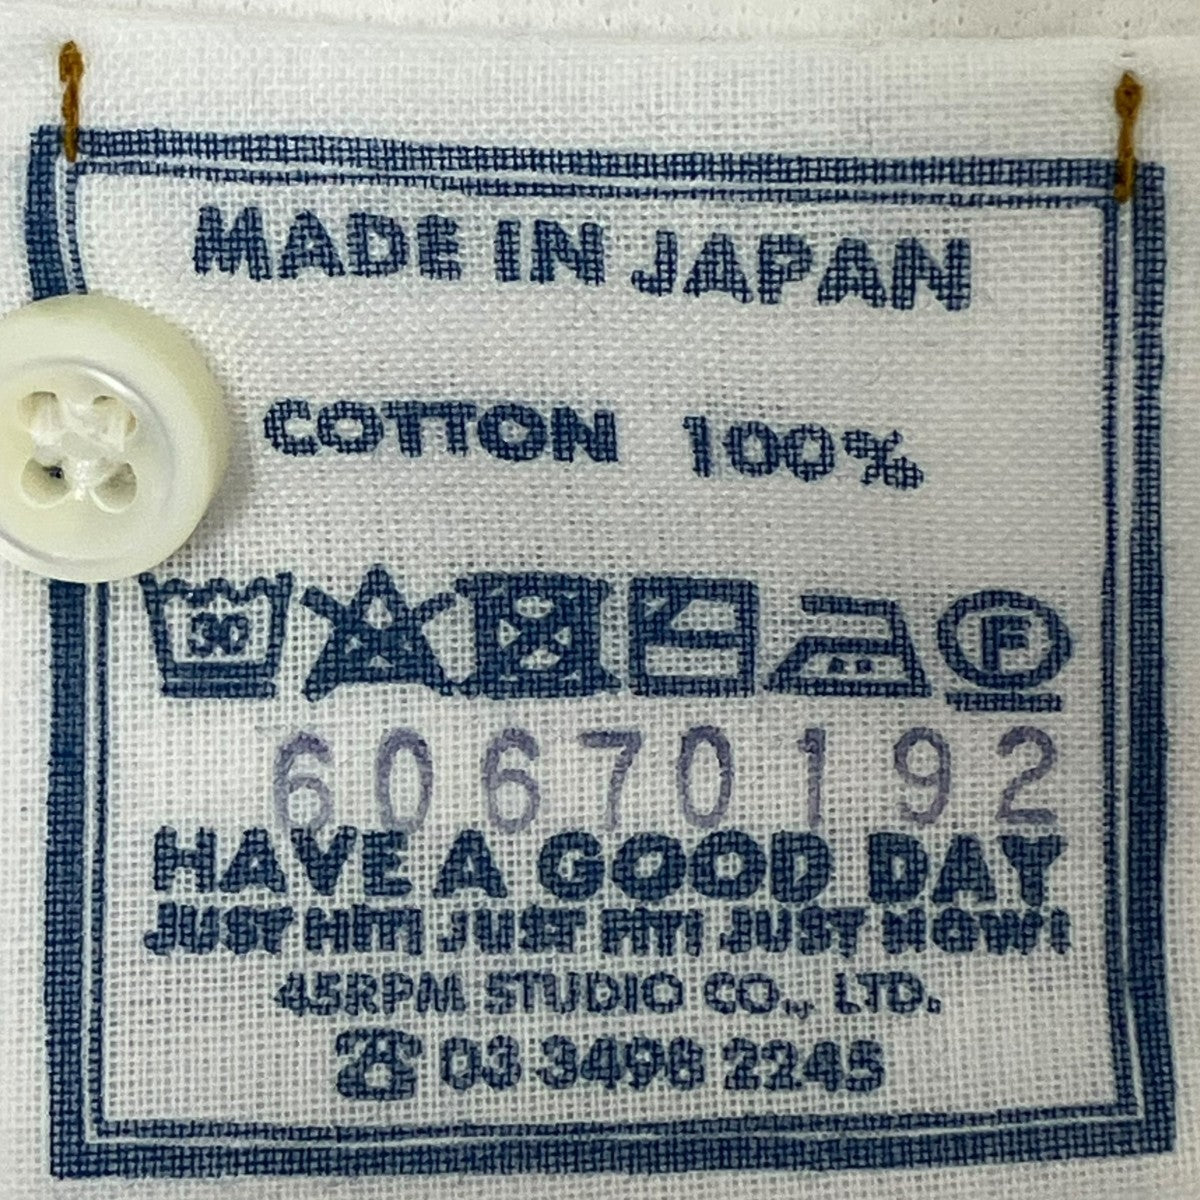 MADE IN JAPAN
COTTON 100%
30 F
60670192
HAVE A GOOD DAY
JUST HIT! JUST FIT! JUST NOW!
45RPM STUDIO CO., LTD.
☎ 03 3498 2245